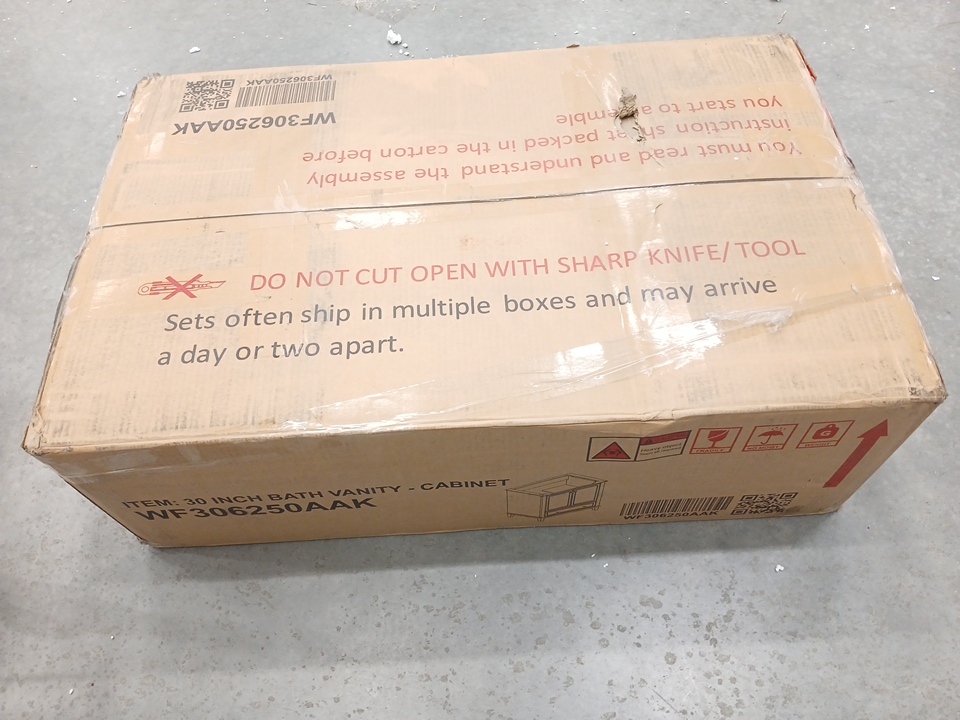 WF306250AAK
WF306250AAK
You must read and understand the assembly
instruction sheet packed in the carton before
you start to assemble
DO NOT CUT OPEN WITH SHARP KNIFE/ TOOL
Sets often ship in multiple boxes and may arrive
a day or two apart.
ITEM: 30 INCH BATH VANITY - CABINET
WF306250AAK
WF306250AAK